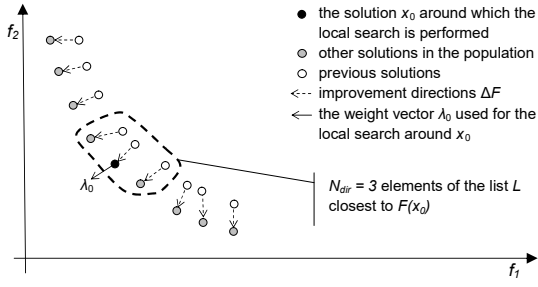 f2
the solution x0 around which the
local search is performed
other solutions in the population
previous solutions
improvement directions ΔF
the weight vector λ0 used for the
local search around x0
λ0
Ndir = 3 elements of the list L
closest to F(x0)
f1